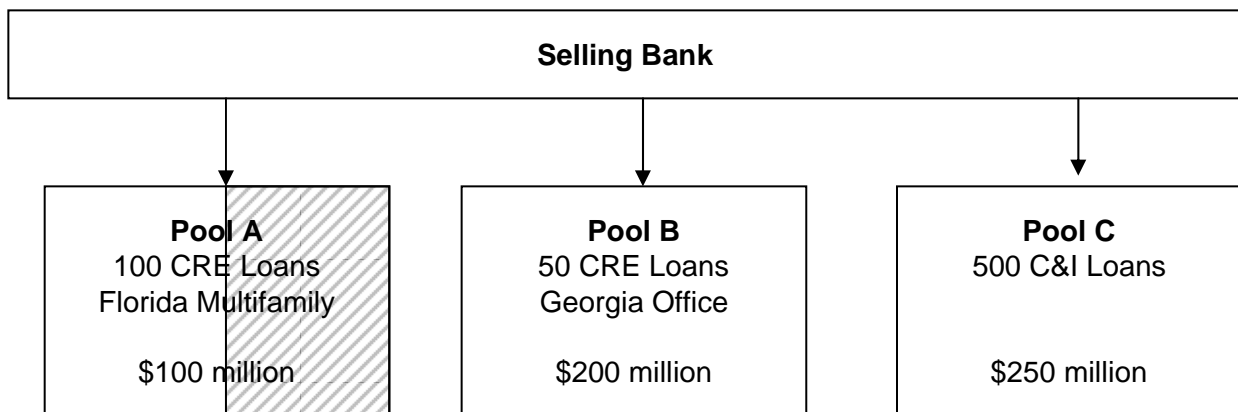 Selling Bank
Pool A
100 CRE Loans
Florida Multifamily
$100 million
Pool B
50 CRE Loans
Georgia Office
$200 million
Pool C
500 C&I Loans
$250 million